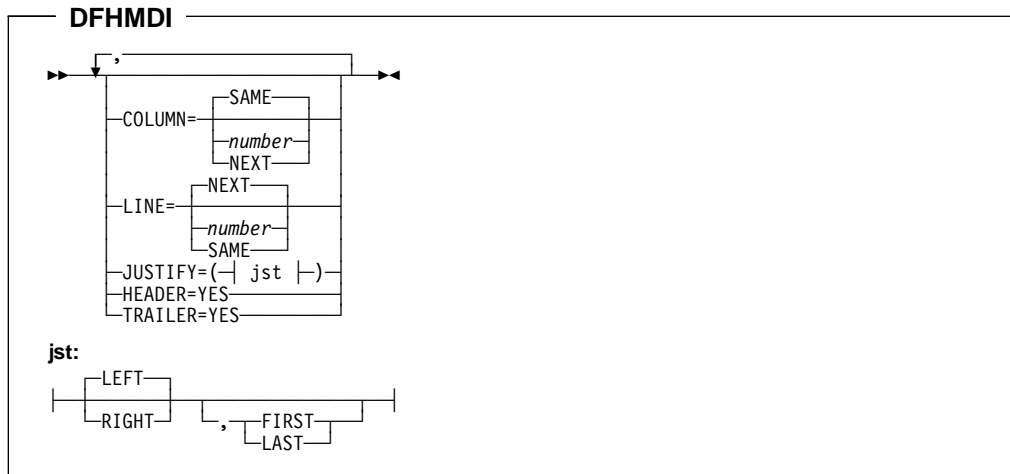 DFHMDI
,
SAME
COLUMN=
number
NEXT
NEXT
LINE=
number
SAME
JUSTIFY=( jst )
HEADER=YES
TRAILER=YES
jst:
LEFT
RIGHT , FIRST
LAST